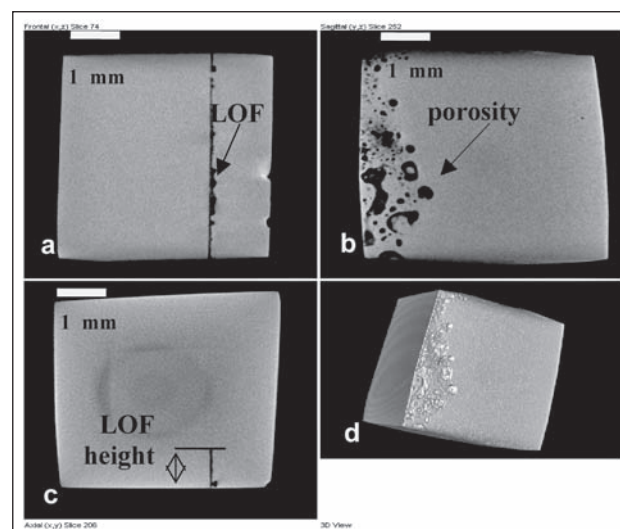 Frontal (x,z) Slice 74
Sagittal (y,z) Slice 252
1 mm
LOF
a
1 mm
porosity
b
1 mm
LOF
height
c
d
Axial (x,y) Slice 206
3D View